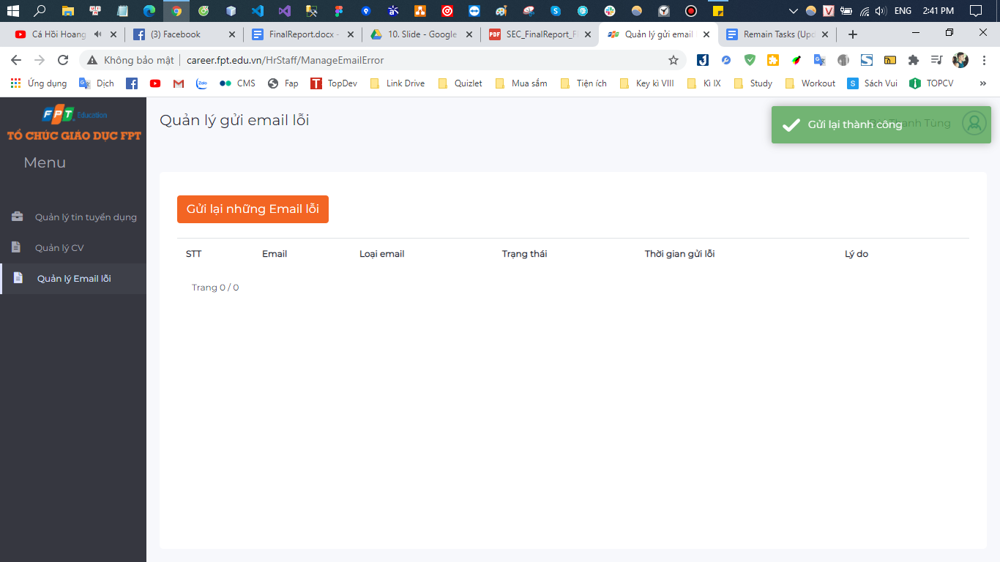 ENG 2:41 PM
Cá Hồi Hoang
(3) Facebook
FinalReport.docx -
10. Slide - Google
PDF SEC_FinalReport_F
Quản lý gửi email
Remain Tasks (Upd
Không bảo mật career.fpt.edu.vn/HrStaff/ManageEmailError
Ứng dụng
Dịch
Zalo
CMS
Fap
T TopDev
Link Drive
Quizlet
Mua sắm
Tiện ích
Key kì VIII
Kì IX
Study
Workout
S Sách Vui
TOPCV
FPT Education
TỔ CHỨC GIÁO DỤC FPT
Menu
Quản lý tin tuyển dụng
Quản lý CV
Quản lý Email lỗi
Quản lý gửi email lỗi
Gửi lại thành công
Thanh Tùng
Gửi lại những Email lỗi
STT Email Loại email Trạng thái Thời gian gửi lỗi Lý do
Trang 0 / 0